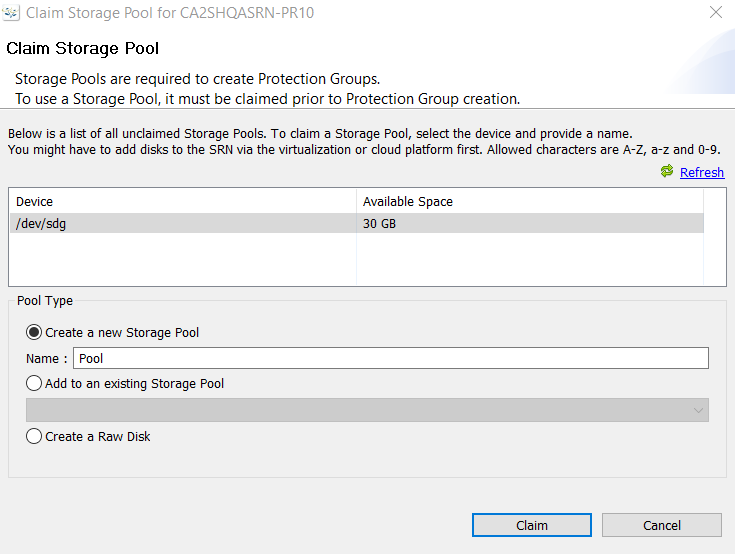 Claim Storage Pool for CA2SHQASRN-PR10
Claim Storage Pool
Storage Pools are required to create Protection Groups.
To use a Storage Pool, it must be claimed prior to Protection Group creation.
Below is a list of all unclaimed Storage Pools. To claim a Storage Pool, select the device and provide a name.
You might have to add disks to the SRN via the virtualization or cloud platform first. Allowed characters are A-Z, a-z and 0-9.
Refresh
Device Available Space
/dev/sdg 30 GB
Pool Type
Create a new Storage Pool
Name : Pool
Add to an existing Storage Pool
Create a Raw Disk
Claim Cancel